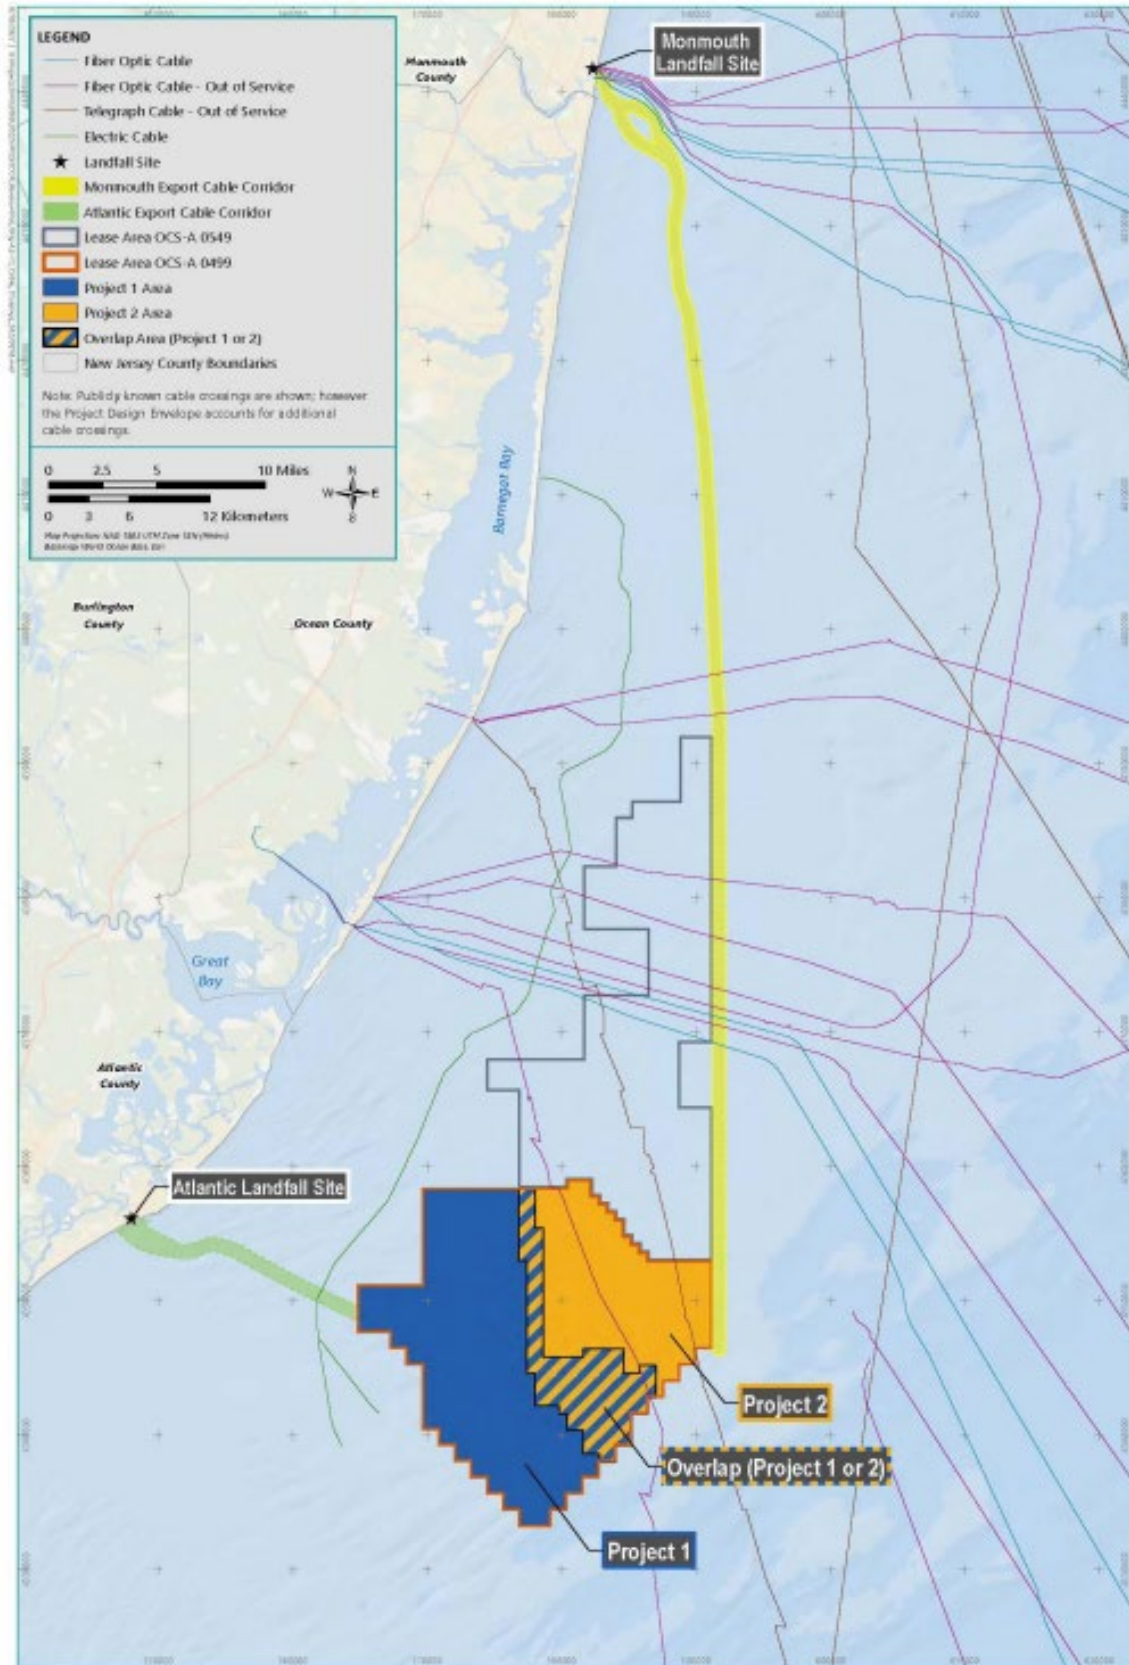 LEGEND
Fiber Optic Cable
Fiber Optic Cable - Out of Service
Telegraph Cable - Out of Service
Electric Cable
Landfall Site
Monmouth Export Cable Corridor
Atlantic Export Cable Corridor
Lease Area OCS-A 0549
Lease Area OCS-A 0499
Project 1 Area
Project 2 Area
Overlap Area (Project 1 or 2)
New Jersey County Boundaries
Note: Publicly known cable crossings are shown; however
the Project Design Envelope accounts for additional
cable crossings.
0 2.5 5 10 Miles
0 3 6 12 Kilometers
N
W E
S
Monmouth
County
Monmouth
Landfall Site
Barnegat Bay
Burlington
County
Ocean County
Great
Bay
Atlantic
County
Atlantic Landfall Site
Project 2
Overlap (Project 1 or 2)
Project 1